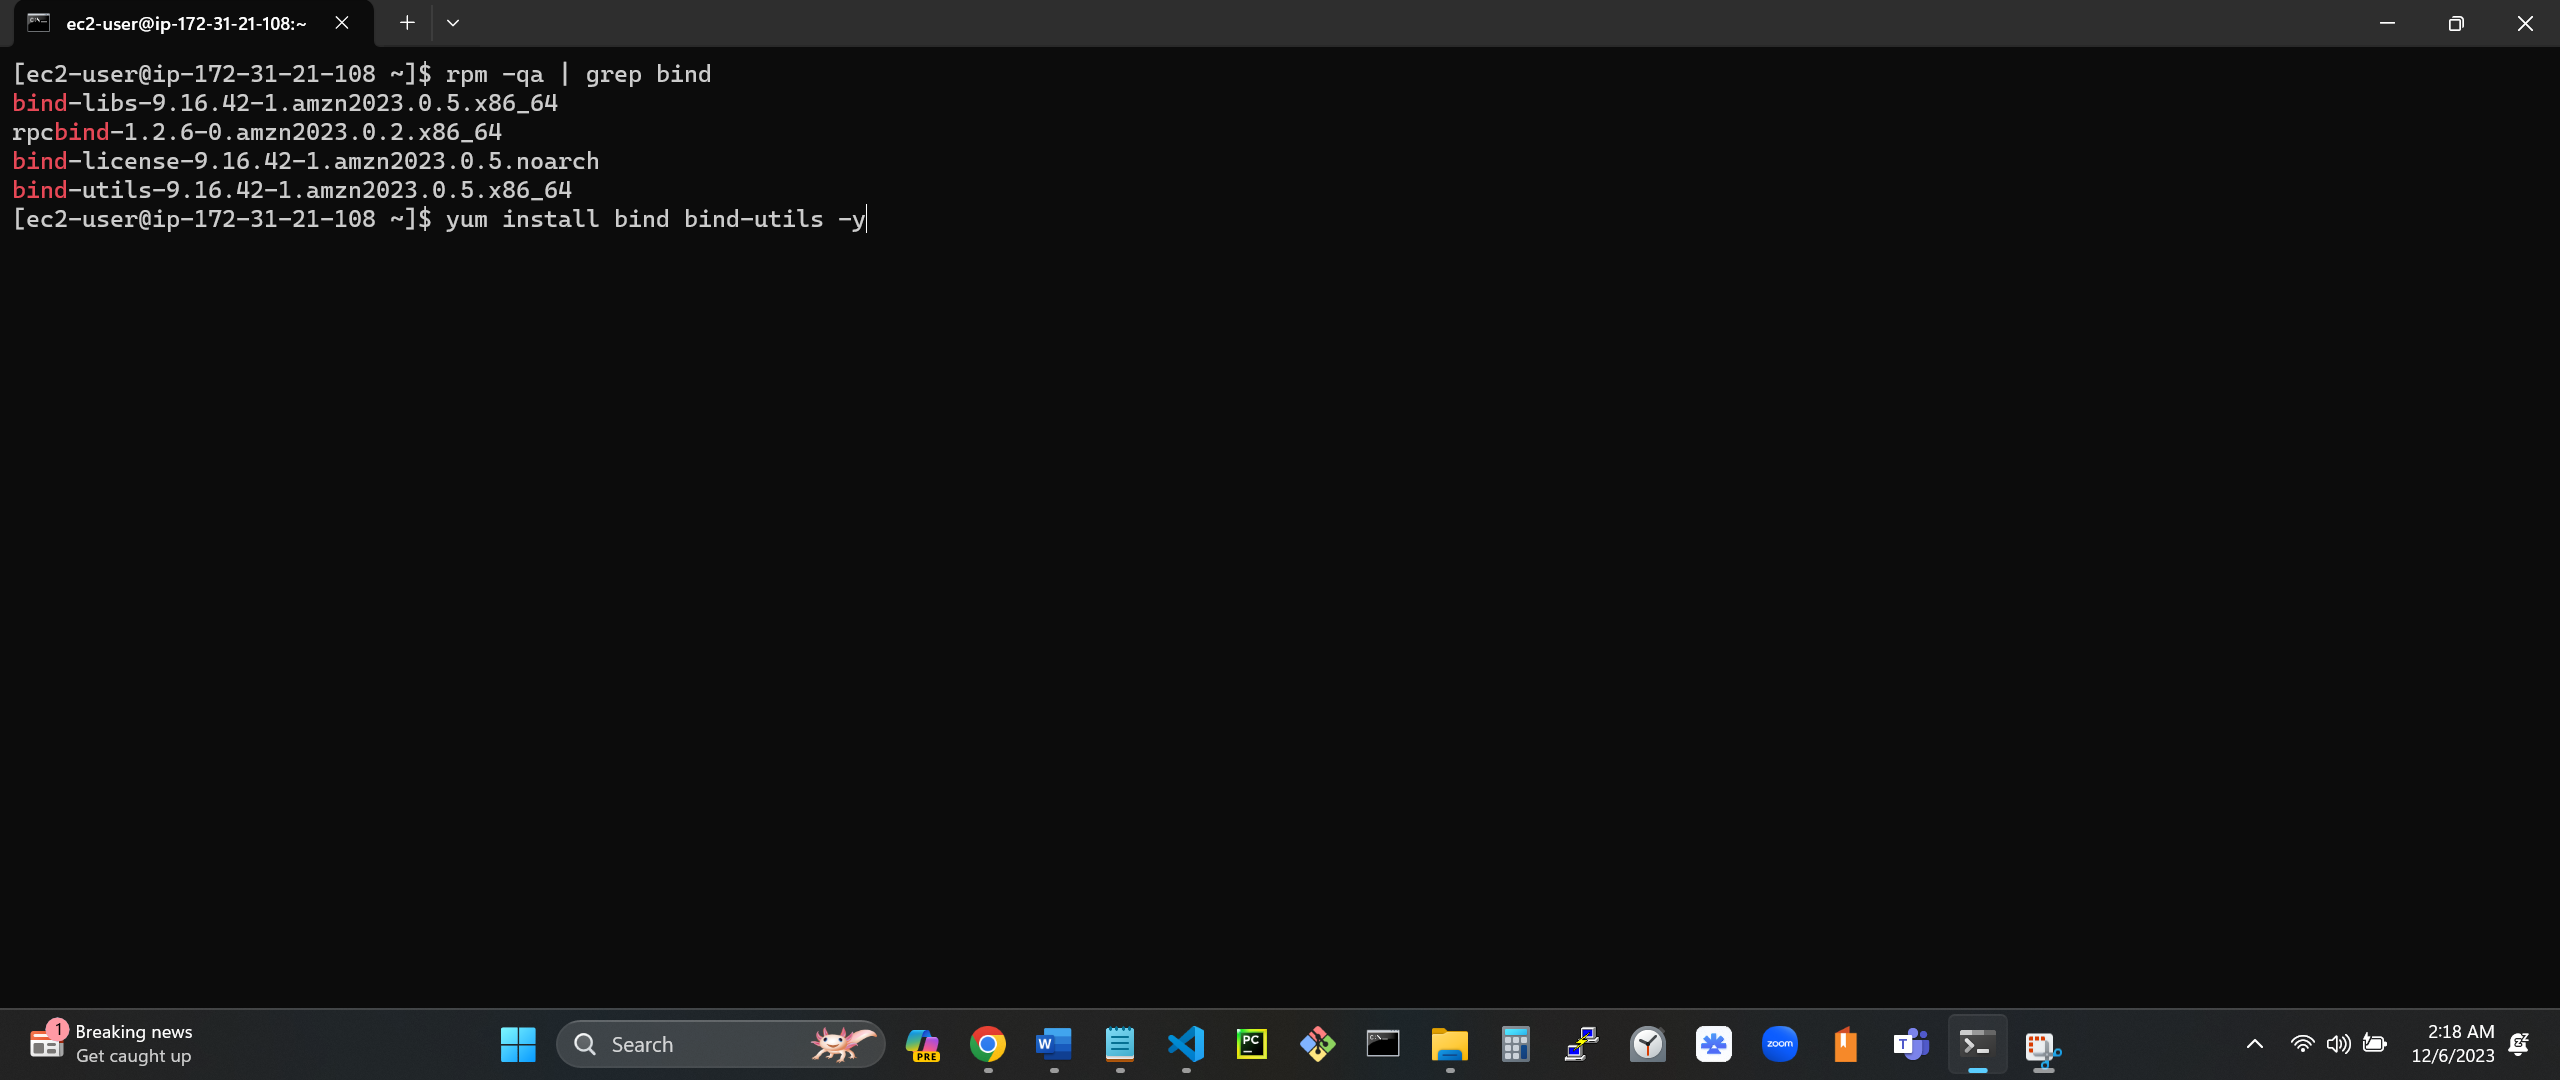 ec2-user@ip-172-31-21-108:~
[ec2-user@ip-172-31-21-108 ~]$ rpm -qa | grep bind
bind-libs-9.16.42-1.amzn2023.0.5.x86_64
rpcbind-1.2.6-0.amzn2023.0.2.x86_64
bind-license-9.16.42-1.amzn2023.0.5.noarch
bind-utils-9.16.42-1.amzn2023.0.5.x86_64
[ec2-user@ip-172-31-21-108 ~]$ yum install bind bind-utils -y
1
Breaking news
Get caught up
Search
PRE
W
PC
zoom
T
2:18 AM
12/6/2023